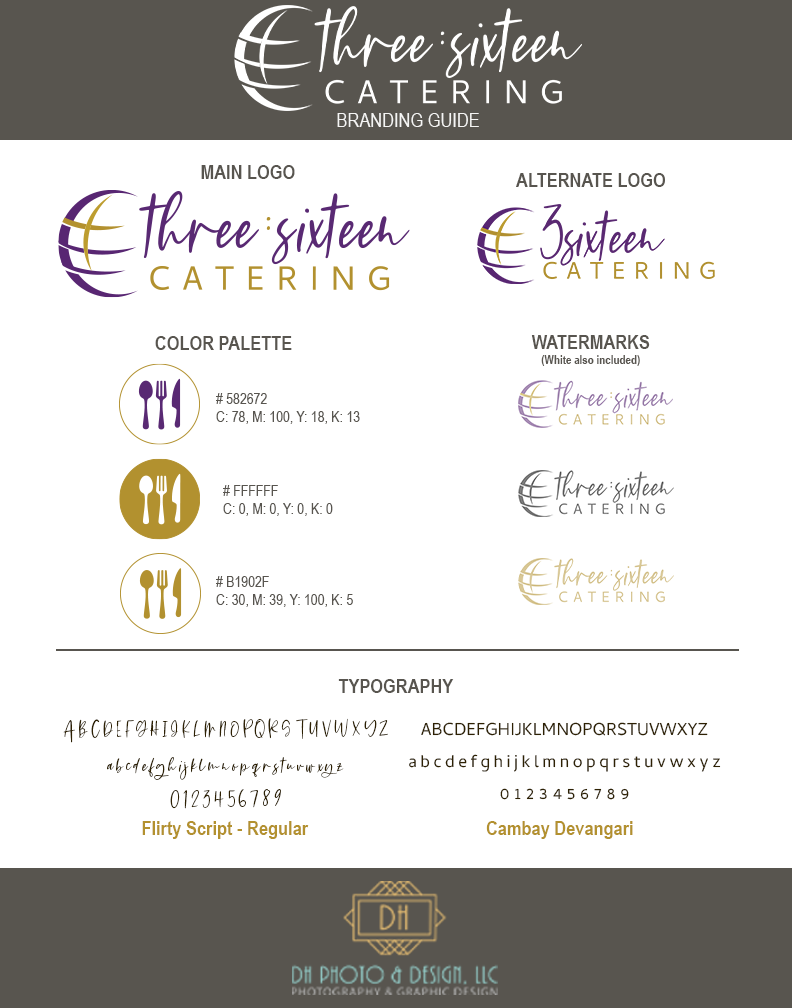 three:sixteen
CATERING
BRANDING GUIDE
MAIN LOGO
three:sixteen
CATERING
ALTERNATE LOGO
3sixteen
CATERING
COLOR PALETTE
# 582672
C: 78, M: 100, Y: 18, K: 13
# FFFFFF
C: 0, M: 0, Y: 0, K: 0
# B1902F
C: 30, M: 39, Y: 100, K: 5
WATERMARKS
(White also included)
three:sixteen
CATERING
three:sixteen
CATERING
three:sixteen
CATERING
TYPOGRAPHY
ABCDEFGHIJKLMNOPQRSTUVWXYZ
abcdefghijklmnopqrstuvwxyz
0123456789
Flirty Script - Regular
ABCDEFGHIJKLMNOPQRSTUVWXYZ
abcdefghijklmnopqrstuvwxyz
0123456789
Cambay Devangari
DH
DH PHOTO & DESIGN, LLC
PHOTOGRAPHY & GRAPHIC DESIGN